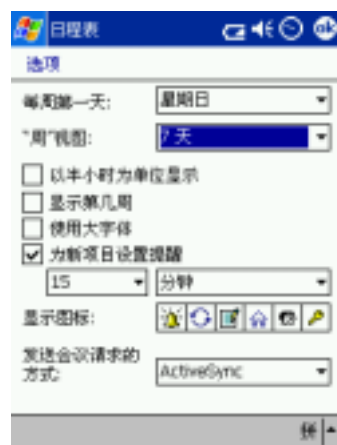 日程表 ok
选项
每周第一天: 星期日
"周"视图: 7 天
以半小时为单位显示
显示第几周
使用大字体
为新项目设置提醒
15 分钟
显示图标:
发送会议请求的
方式: ActiveSync
拼